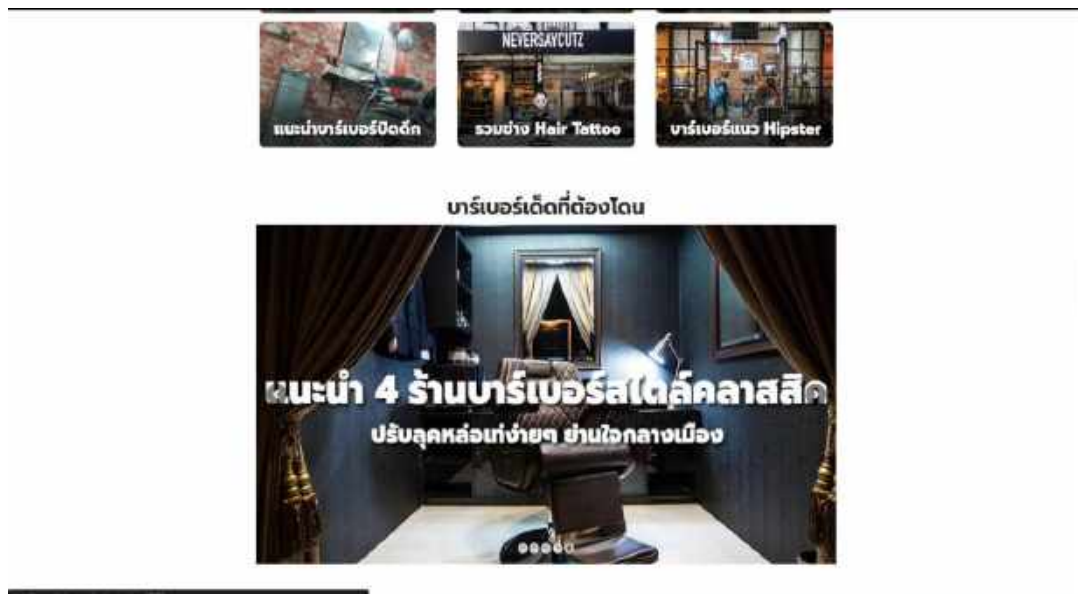 NEVERSAYCUTZ
แนะนำบาร์เบอร์ปัตตึก
รวมช่าง Hair Tattoo
บาร์เบอร์แนว Hipster
บาร์เบอร์เด็ดที่ต้องโดน
แนะนำ 4 ร้านบาร์เบอร์สไตล์คลาสสิค
ปรับลุคหล่อเท่ง่ายๆ ย่านใจกลางเมือง